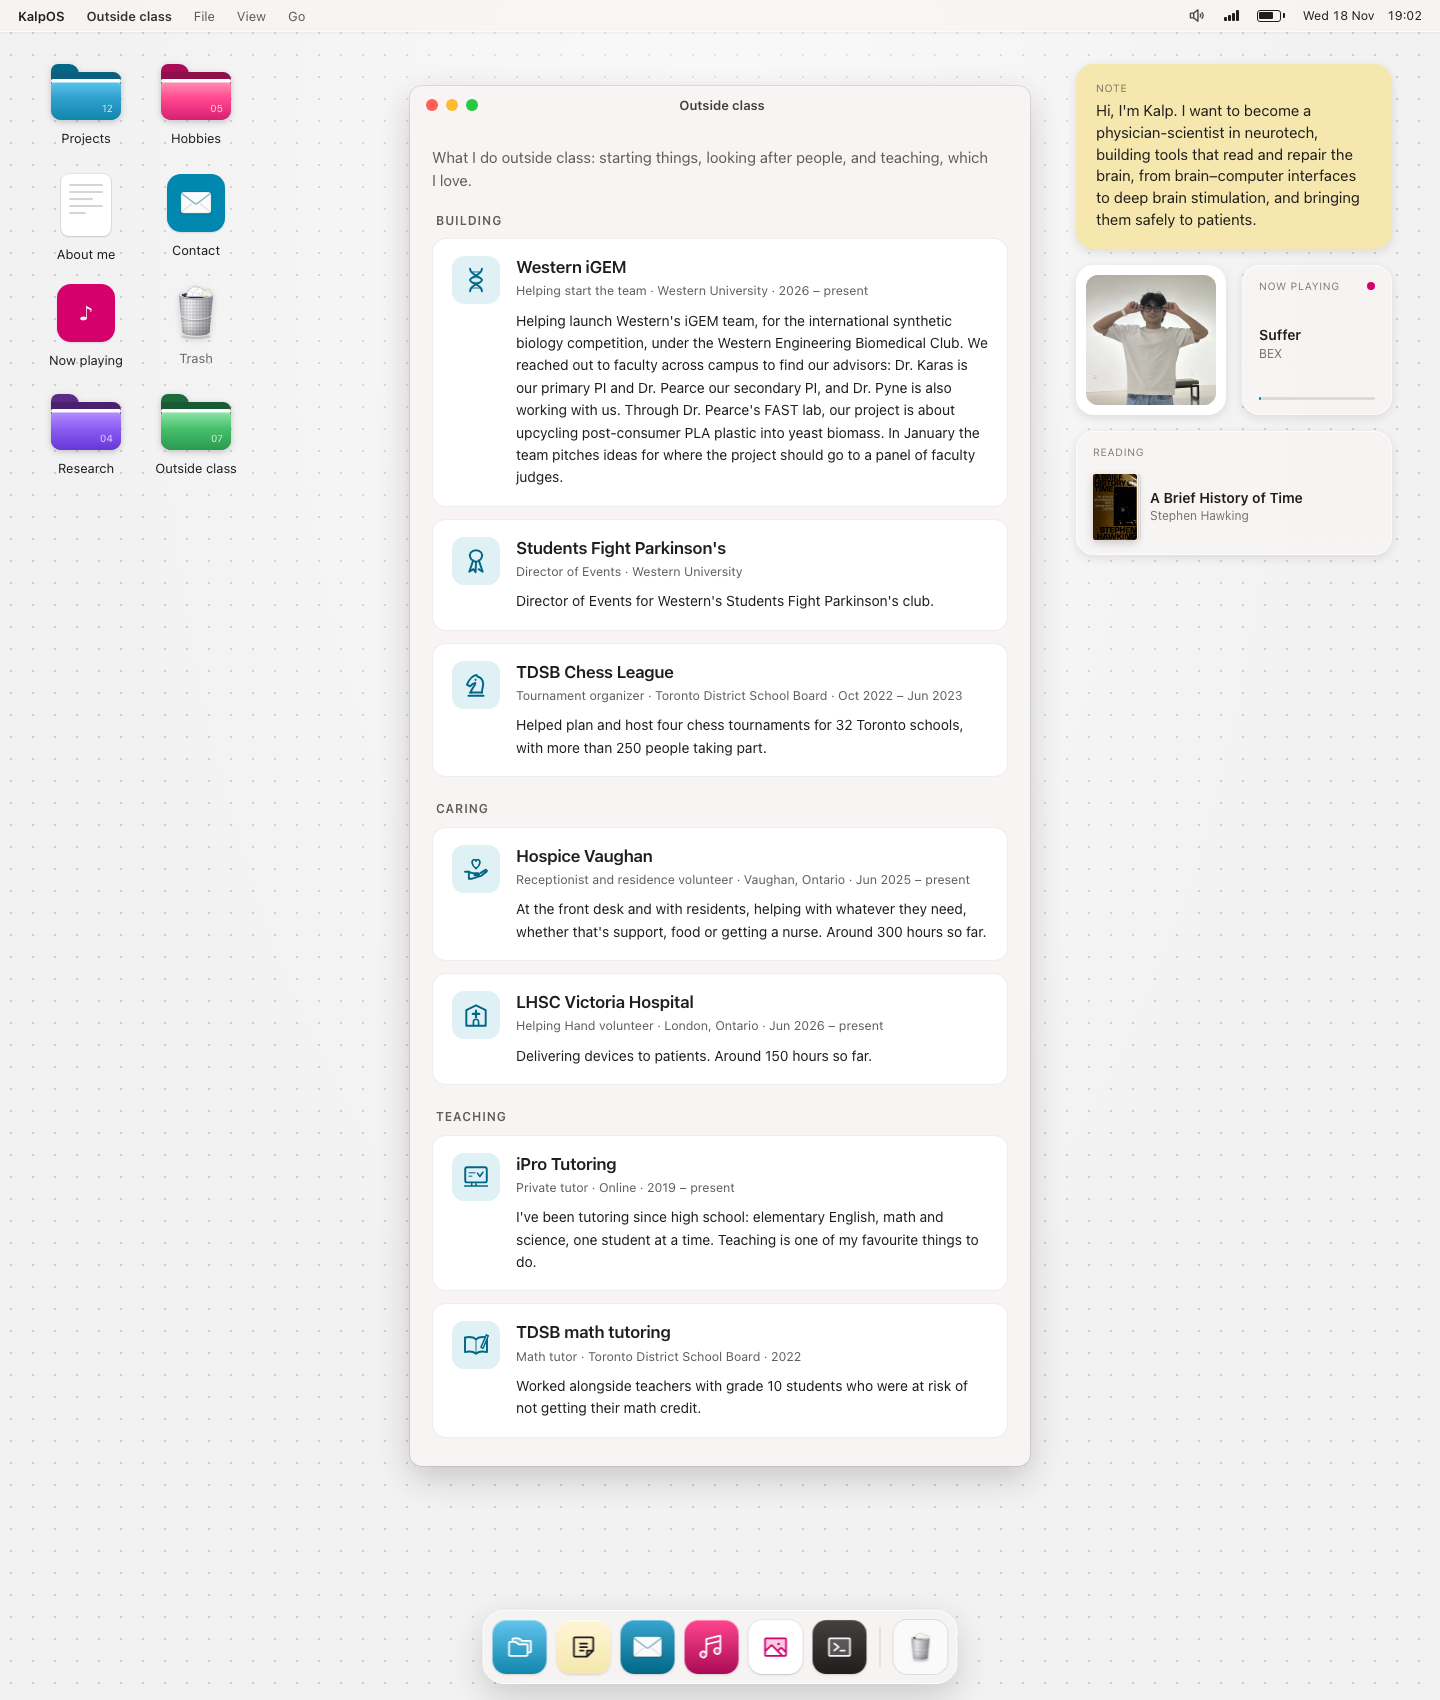 KalpOS Outside class File View Go Wed 18 Nov 19:02
12
Projects
05
Hobbies
About me
Contact
Now playing
Trash
04
Research
07
Outside class
Outside class
What I do outside class: starting things, looking after people, and teaching, which
I love.
BUILDING
Western iGEM
Helping start the team · Western University · 2026 – present
Helping launch Western's iGEM team, for the international synthetic
biology competition, under the Western Engineering Biomedical Club. We
reached out to faculty across campus to find our advisors: Dr. Karas is
our primary PI and Dr. Pearce our secondary PI, and Dr. Pyne is also
working with us. Through Dr. Pearce's FAST lab, our project is about
upcycling post-consumer PLA plastic into yeast biomass. In January the
team pitches ideas for where the project should go to a panel of faculty
judges.
Students Fight Parkinson's
Director of Events · Western University
Director of Events for Western's Students Fight Parkinson's club.
TDSB Chess League
Tournament organizer · Toronto District School Board · Oct 2022 – Jun 2023
Helped plan and host four chess tournaments for 32 Toronto schools,
with more than 250 people taking part.
CARING
Hospice Vaughan
Receptionist and residence volunteer · Vaughan, Ontario · Jun 2025 – present
At the front desk and with residents, helping with whatever they need,
whether that's support, food or getting a nurse. Around 300 hours so far.
LHSC Victoria Hospital
Helping Hand volunteer · London, Ontario · Jun 2026 – present
Delivering devices to patients. Around 150 hours so far.
TEACHING
iPro Tutoring
Private tutor · Online · 2019 – present
I've been tutoring since high school: elementary English, math and
science, one student at a time. Teaching is one of my favourite things to
do.
TDSB math tutoring
Math tutor · Toronto District School Board · 2022
Worked alongside teachers with grade 10 students who were at risk of
not getting their math credit.
NOTE
Hi, I'm Kalp. I want to become a
physician-scientist in neurotech,
building tools that read and repair the
brain, from brain–computer interfaces
to deep brain stimulation, and bringing
them safely to patients.
NOW PLAYING
Suffer
BEX
READING
A BRIEF
HISTORY OF
TIME
STEPHEN
HAWKING
A Brief History of Time
Stephen Hawking